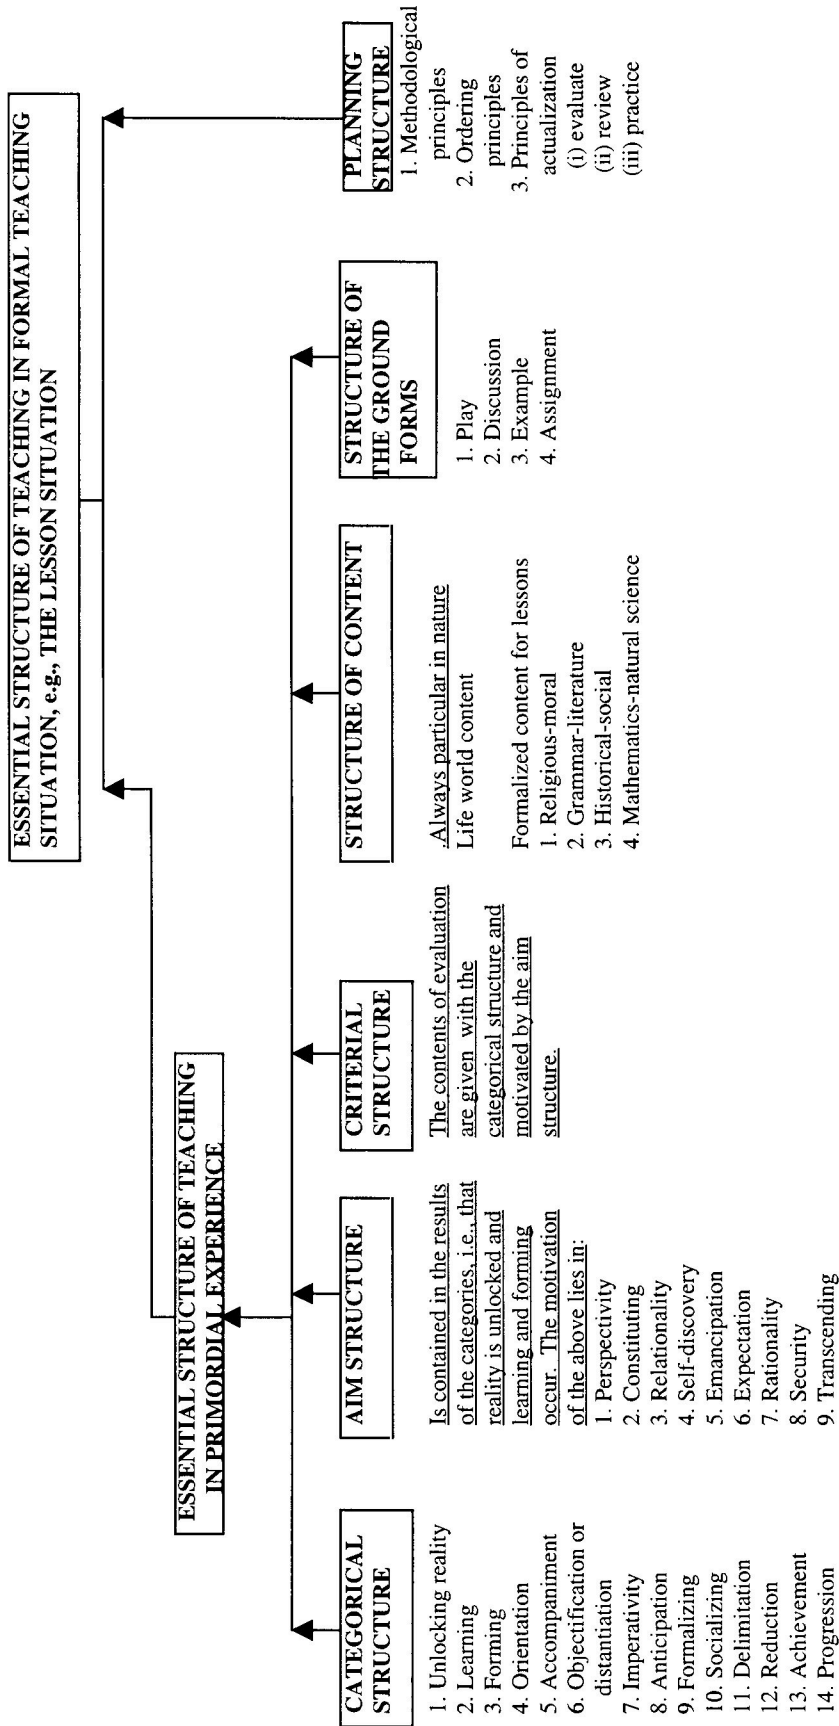 ESSENTIAL STRUCTURE OF TEACHING IN FORMAL TEACHING
SITUATION, e.g., THE LESSON SITUATION
ESSENTIAL STRUCTURE OF TEACHING
IN PRIMORDIAL EXPERIENCE
CATEGORICAL
STRUCTURE
1. Unlocking reality
2. Learning
3. Forming
4. Orientation
5. Accompaniment
6. Objectification or
distantiation
7. Imperativity
8. Anticipation
9. Formalizing
10. Socializing
11. Delimitation
12. Reduction
13. Achievement
14. Progression
AIM STRUCTURE
Is contained in the results
of the categories, i.e., that
reality is unlocked and
learning and forming
occur. The motivation
of the above lies in:
1. Perspectivity
2. Constituting
3. Relationality
4. Self-discovery
5. Emancipation
6. Expectation
7. Rationality
8. Security
9. Transcending
CRITERIAL
STRUCTURE
The contents of evaluation
are given with the
categorical structure and
motivated by the aim
structure.
STRUCTURE OF CONTENT
.Always particular in nature
Life world content
Formalized content for lessons
1. Religious-moral
2. Grammar-literature
3. Historical-social
4. Mathematics-natural science
STRUCTURE OF
THE GROUND
FORMS
1. Play
2. Discussion
3. Example
4. Assignment
PLANNING
STRUCTURE
1. Methodological
principles
2. Ordering
principles
3. Principles of
actualization
(i) evaluate
(ii) review
(iii) practice